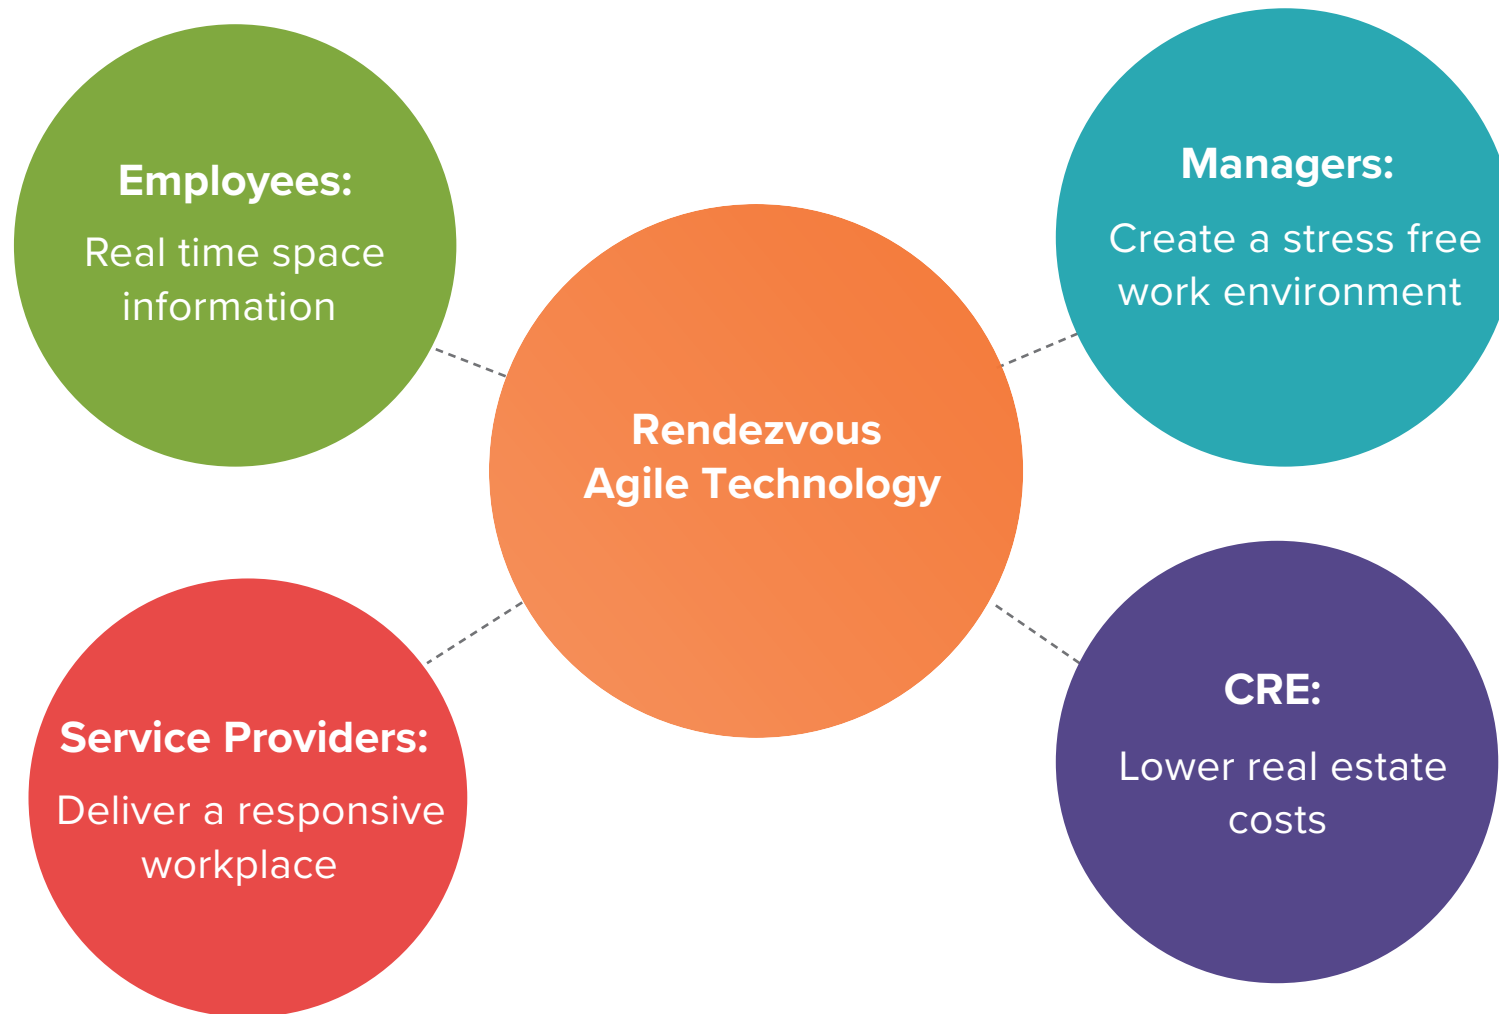 Employees:
Real time space
information
Managers:
Create a stress free
work environment
Rendezvous
Agile Technology
Service Providers:
Deliver a responsive
workplace
CRE:
Lower real estate
costs